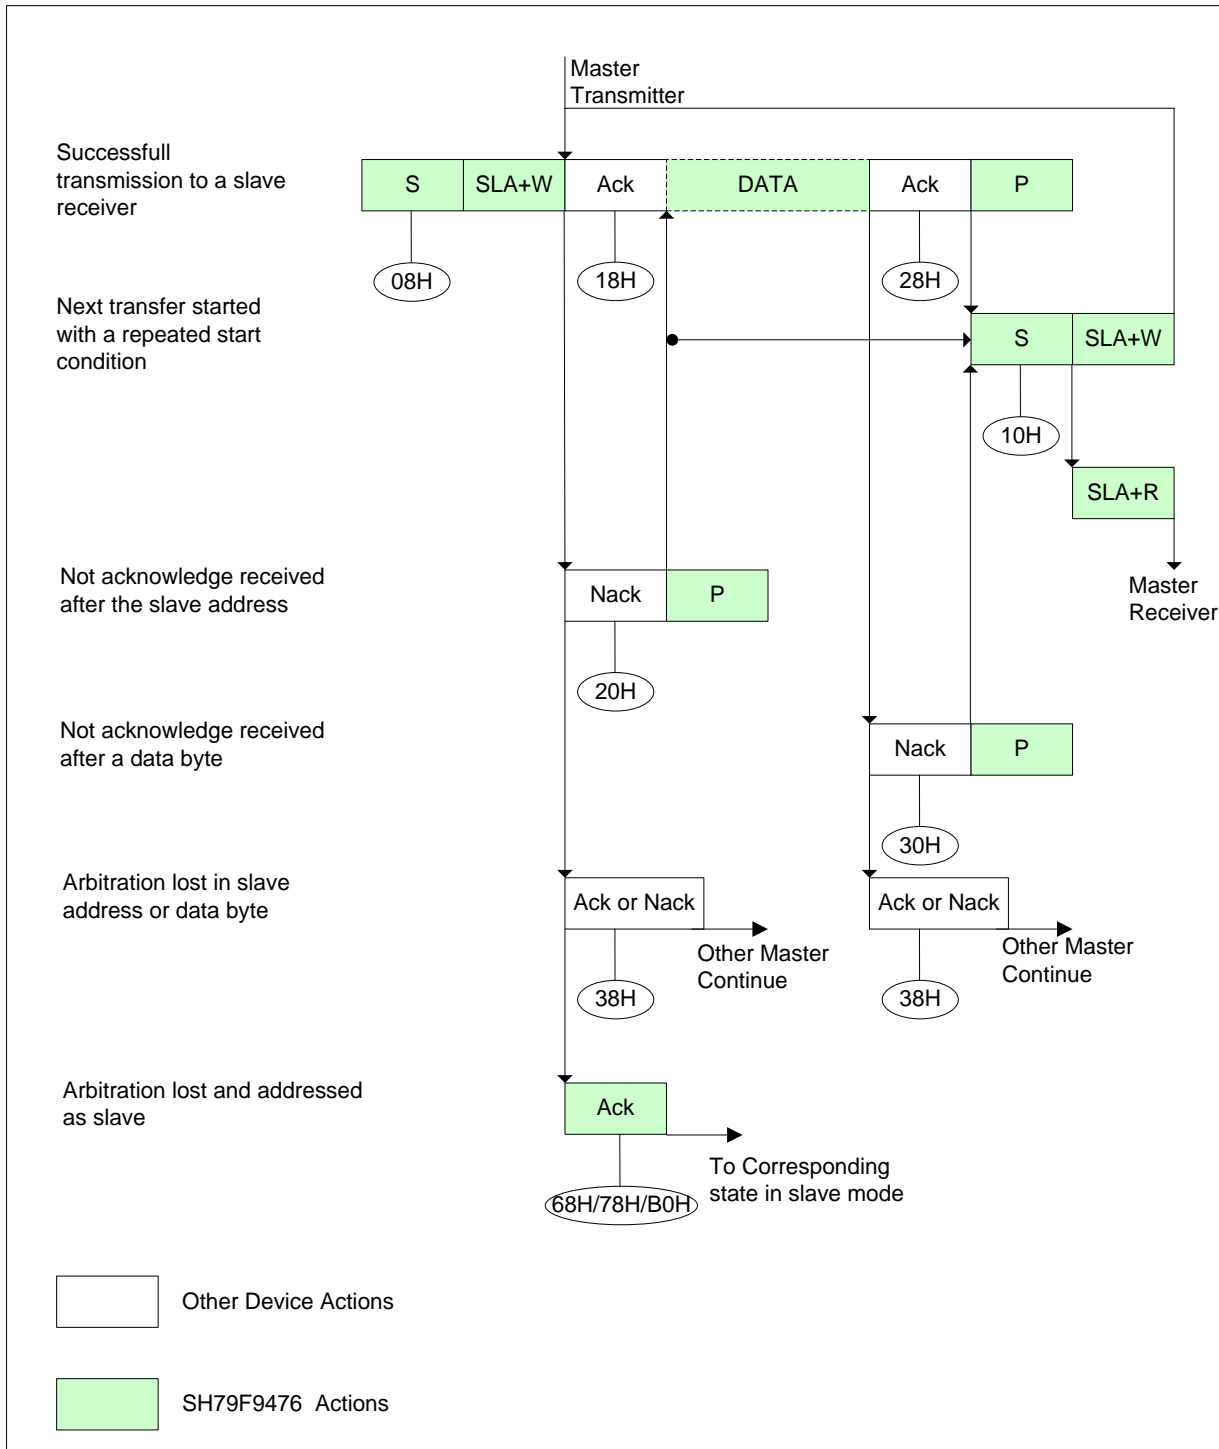 Master
Transmitter
Successfull
transmission to a slave
receiver
S
SLA+W
Ack
DATA
Ack
P
08H
18H
28H
Next transfer started
with a repeated start
condition
S
SLA+W
10H
SLA+R
Not acknowledge received
after the slave address
Nack
P
Master
Receiver
20H
Not acknowledge received
after a data byte
Nack
P
30H
Arbitration lost in slave
address or data byte
Ack or Nack
Ack or Nack
Other Master
Continue
Other Master
Continue
38H
38H
Arbitration lost and addressed
as slave
Ack
To Corresponding
state in slave mode
68H/78H/B0H
Other Device Actions
SH79F9476 Actions